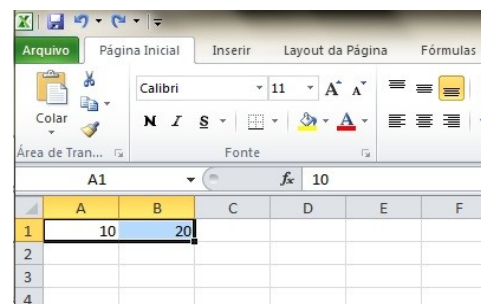 Arquivo Página Inicial Inserir Layout da Página Fórmulas
Calibri 11 A A
Colar N I S A
Área de Tran... Fonte
A1 fx 10
A B C D E F
1 10 20
2
3
4